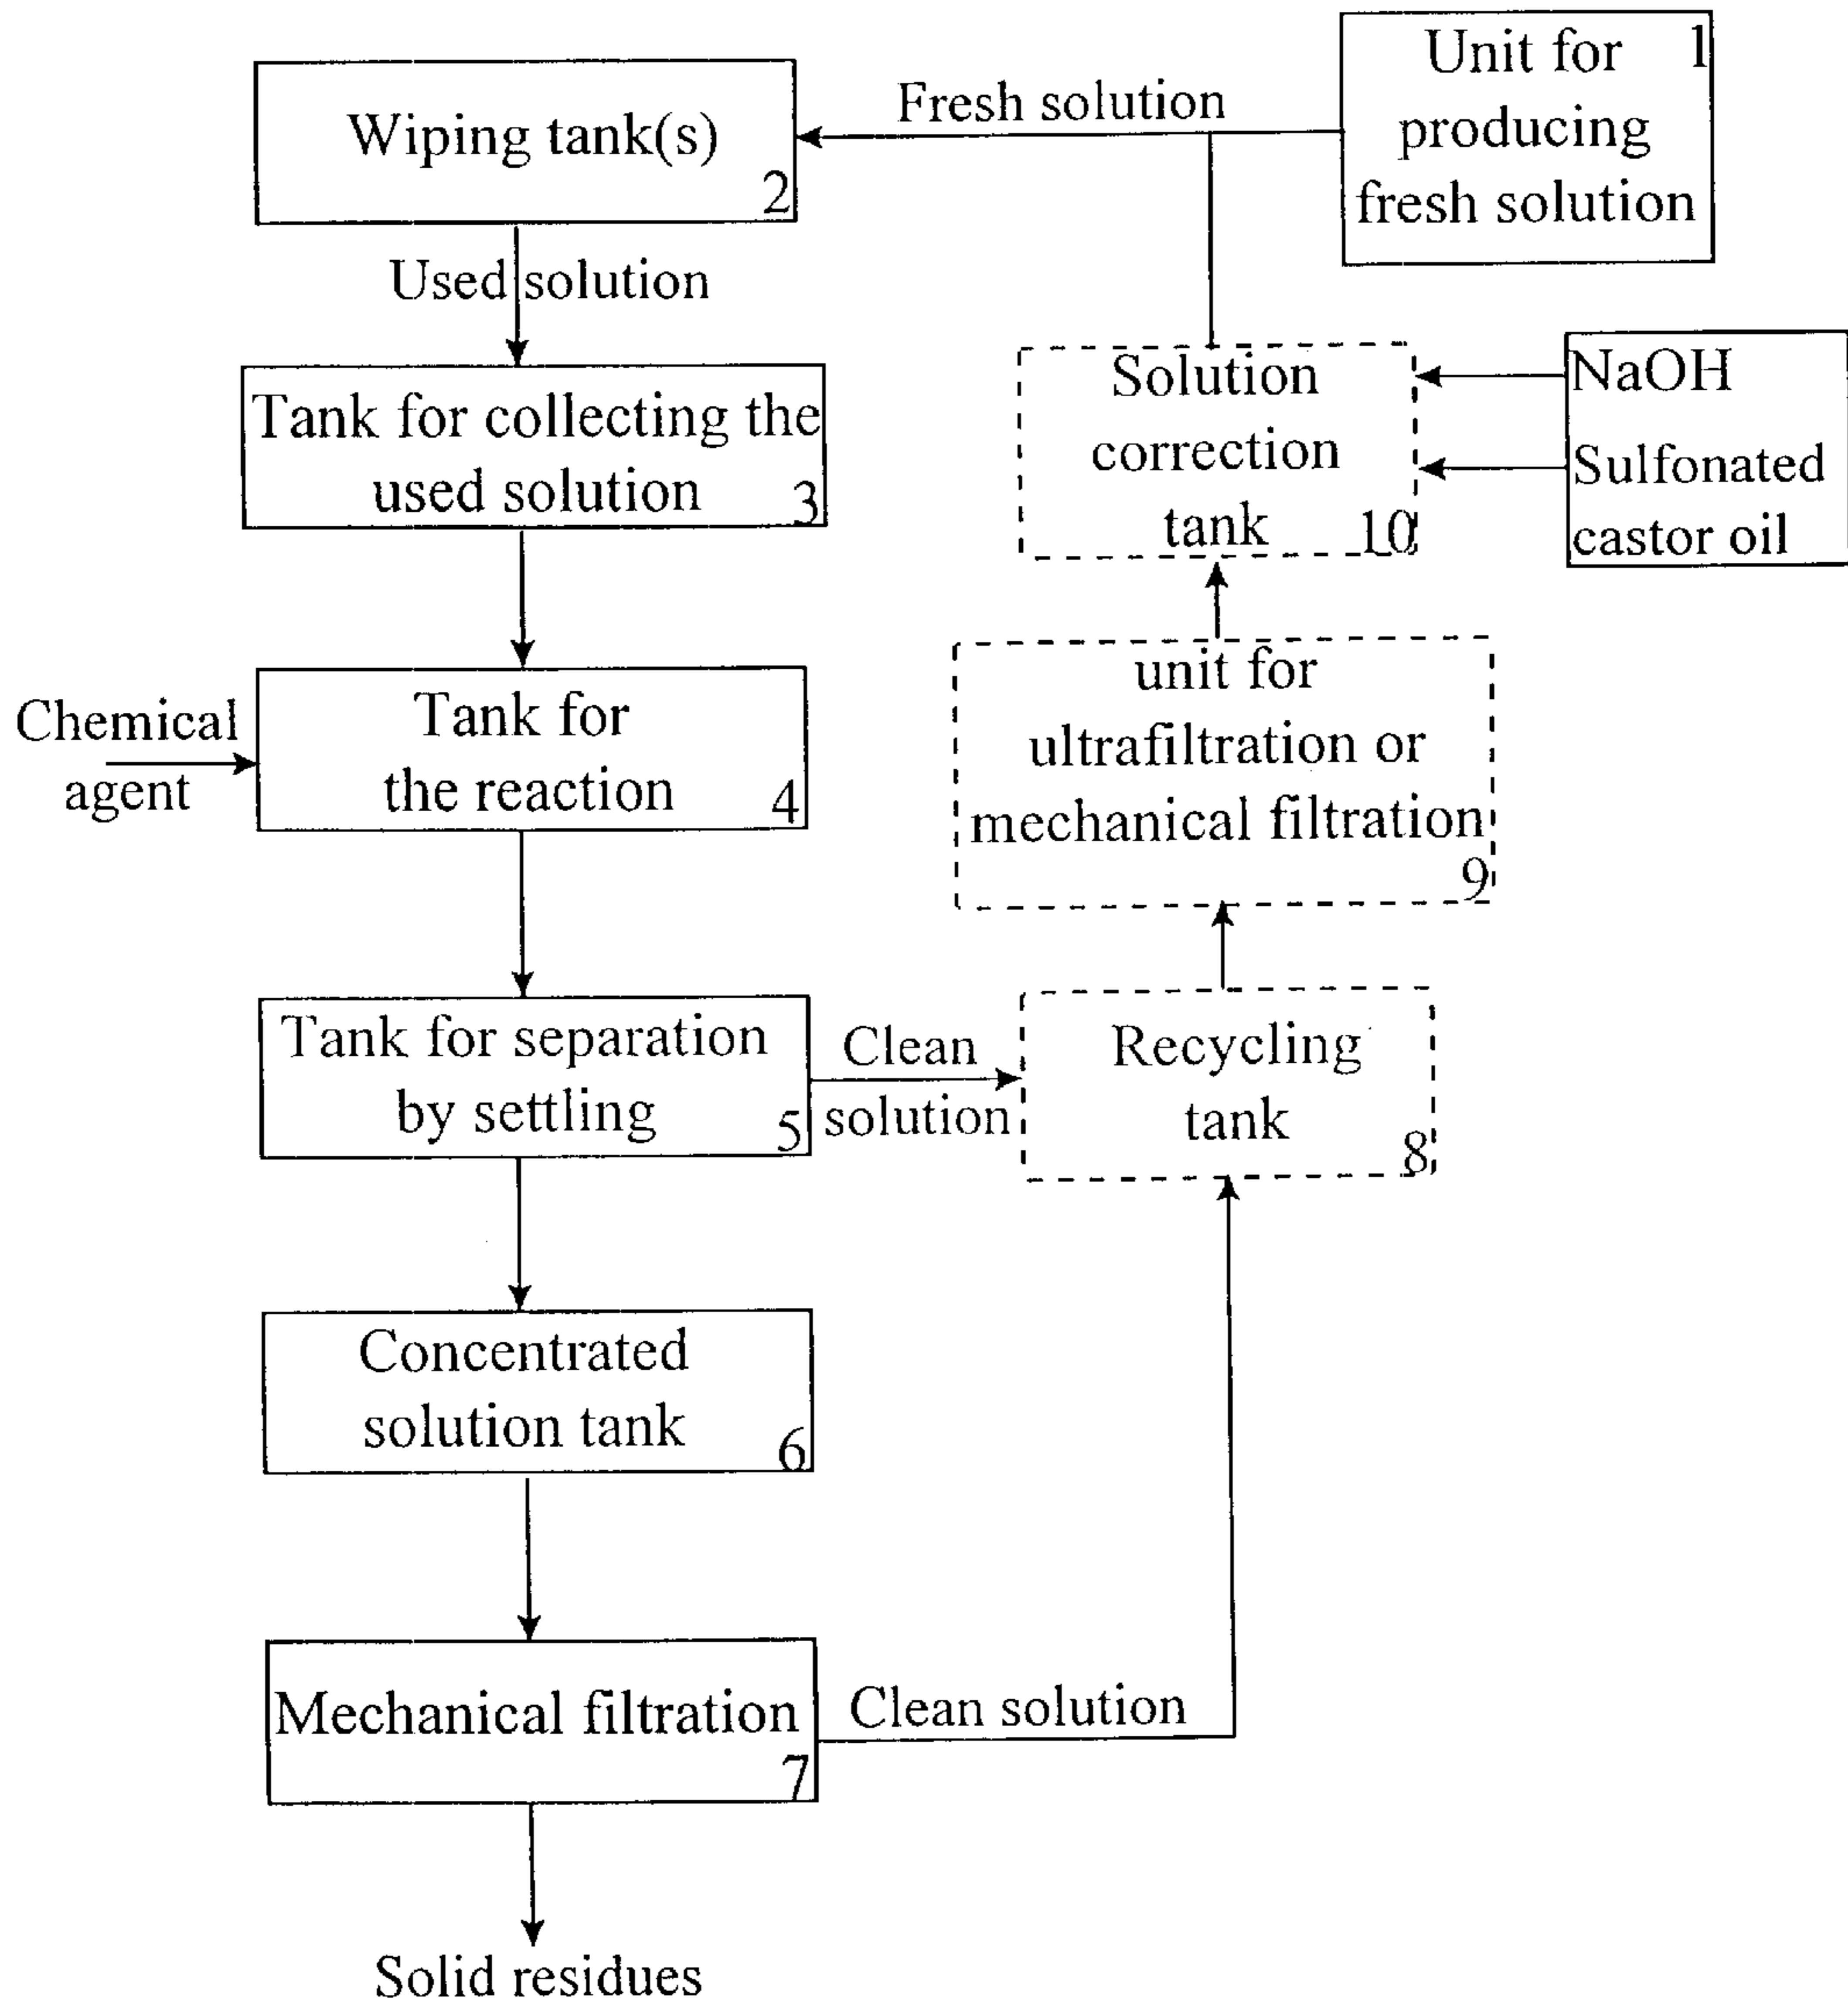 Unit for 1
producing
fresh solution
Fresh solution
Wiping tank(s)
2
Used solution
Tank for collecting the
used solution 3
Solution
correction
tank 10
NaOH
Sulfonated
castor oil
Chemical
agent
Tank for
the reaction 4
unit for
ultrafiltration or
mechanical filtration
9
Tank for separation
by settling 5
Clean
solution
Recycling
tank 8
Concentrated
solution tank 6
Mechanical filtration
7
Clean solution
Solid residues